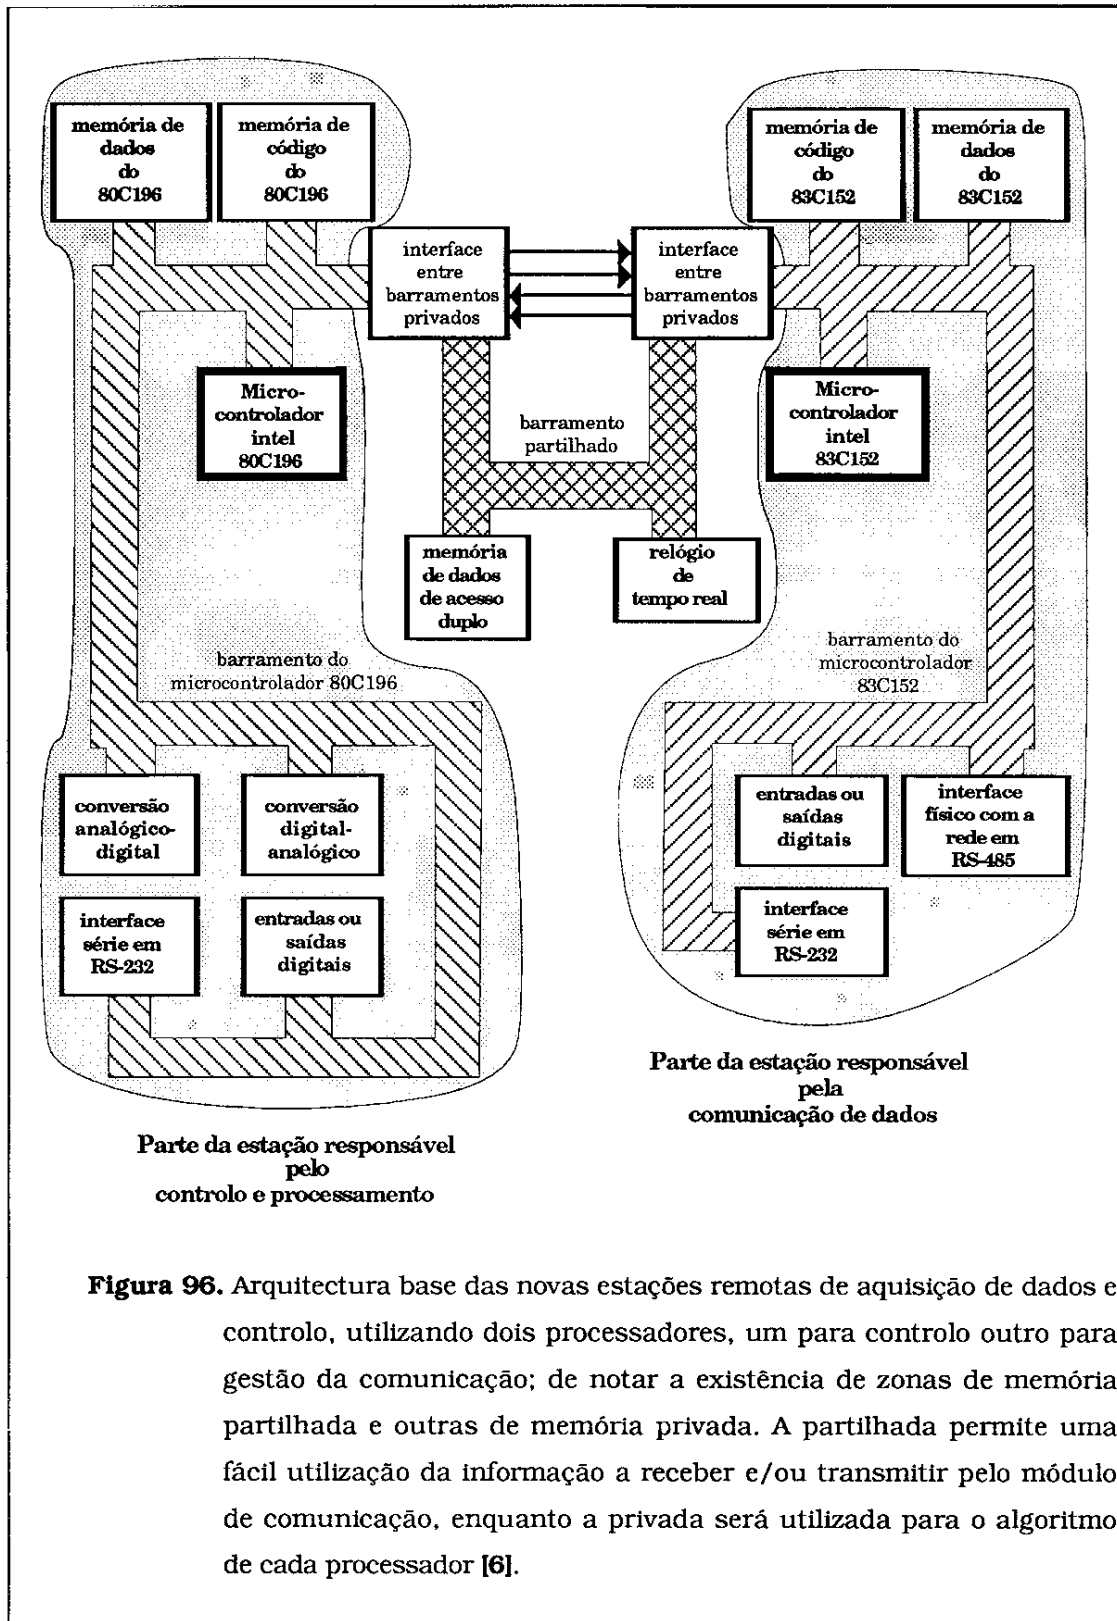 memória de
dados
do
80C196
memória de
código
do
80C196
memória de
código
do
83C152
memória de
dados
do
83C152
interface
entre
barramentos
privados
interface
entre
barramentos
privados
Micro-
controlador
intel
80C196
barramento
partilhado
Micro-
controlador
intel
83C152
memória
de dados
de acesso
duplo
relógio
de
tempo real
barramento do
microcontrolador 80C196
barramento do
microcontrolador
83C152
conversão
analógico-
digital
conversão
digital-
analógico
entradas ou
saídas
digitais
interface
físico com a
rede em
RS-485
interface
série em
RS-232
entradas ou
saídas
digitais
interface
série em
RS-232
Parte da estação responsável
pela
comunicação de dados
Parte da estação responsável
pelo
controlo e processamento
Figura 96. Arquitectura base das novas estações remotas de aquisição de dados e
controlo, utilizando dois processadores, um para controlo outro para
gestão da comunicação; de notar a existência de zonas de memória
partilhada e outras de memória privada. A partilhada permite uma
fácil utilização da informação a receber e/ou transmitir pelo módulo
de comunicação, enquanto a privada será utilizada para o algoritmo
de cada processador [6].